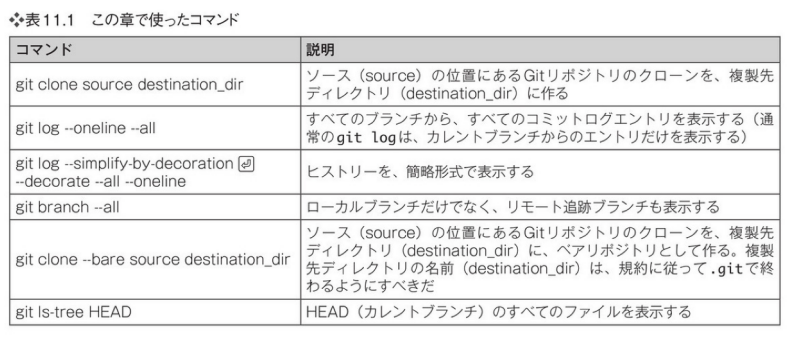 ❖表11.1　この章で使ったコマンド
コマンド
説明
git clone source destination_dir
ソース（source）の位置にあるGitリポジトリのクローンを、複製先
ディレクトリ（destination_dir）に作る
git log --oneline --all
すべてのブランチから、すべてのコミットログエントリを表示する（通
常のgit logは、カレントブランチからのエントリだけを表示する）
git log --simplify-by-decoration ⏎
--decorate --all --oneline
ヒストリーを、簡略形式で表示する
git branch --all
ローカルブランチだけでなく、リモート追跡ブランチも表示する
git clone --bare source destination_dir
ソース（source）の位置にあるGitリポジトリのクローンを、複製先
ディレクトリ（destination_dir）に、ベアリポジトリとして作る。複製
先ディレクトリの名前（destination_dir）は、規約に従って.gitで終
わるようにすべきだ
git ls-tree HEAD
HEAD（カレントブランチ）のすべてのファイルを表示する